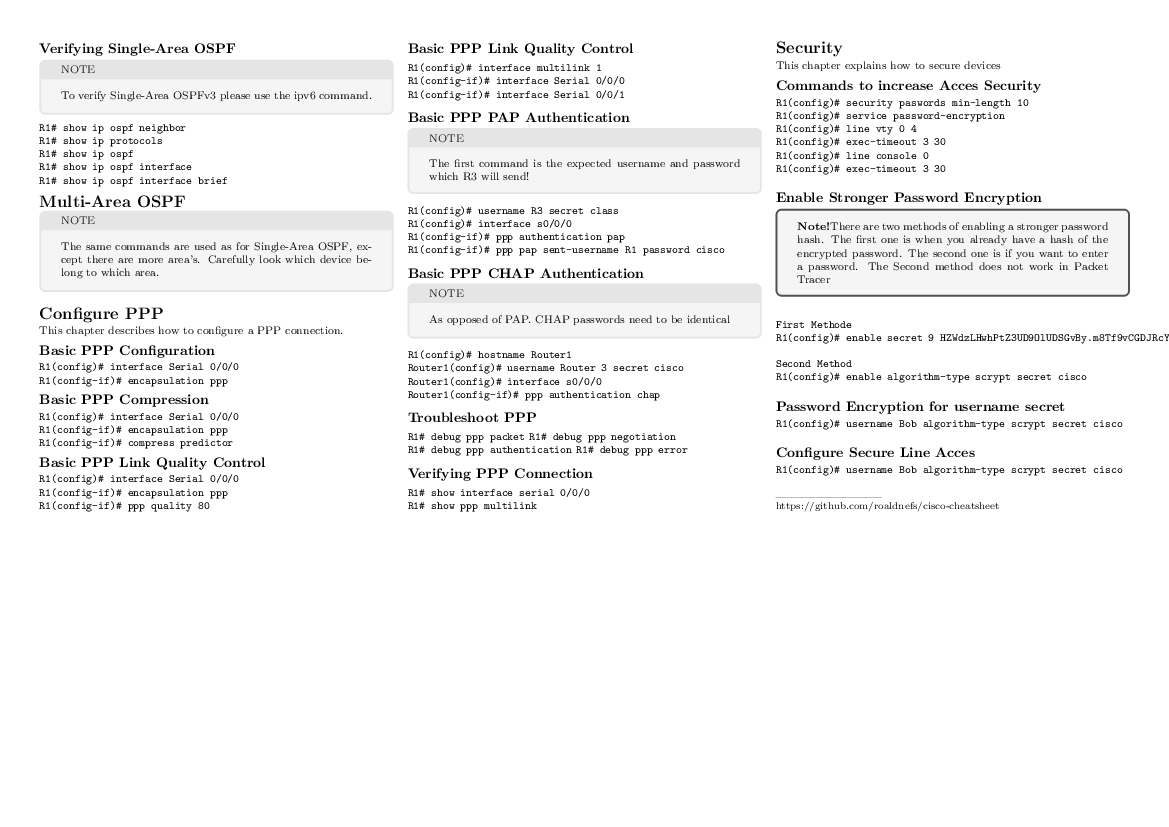 Verifying Single-Area OSPF
NOTE
To verify Single-Area OSPFv3 please use the ipv6 command.
R1# show ip ospf neighbor
R1# show ip protocols
R1# show ip ospf
R1# show ip ospf interface
R1# show ip ospf interface brief
Multi-Area OSPF
NOTE
The same commands are used as for Single-Area OSPF, ex-
cept there are more area's. Carefully look which device be-
long to which area.
Configure PPP
This chapter describes how to configure a PPP connection.
Basic PPP Configuration
R1(config)# interface Serial 0/0/0
R1(config-if)# encapsulation ppp
Basic PPP Compression
R1(config)# interface Serial 0/0/0
R1(config-if)# encapsulation ppp
R1(config-if)# compress predictor
Basic PPP Link Quality Control
R1(config)# interface Serial 0/0/0
R1(config-if)# encapsulation ppp
R1(config-if)# ppp quality 80
Basic PPP Link Quality Control
R1(config)# interface multilink 1
R1(config-if)# interface Serial 0/0/0
R1(config-if)# interface Serial 0/0/1
Basic PPP PAP Authentication
NOTE
The first command is the expected username and password
which R3 will send!
R1(config)# username R3 secret class
R1(config)# interface s0/0/0
R1(config-if)# ppp authentication pap
R1(config-if)# ppp pap sent-username R1 password cisco
Basic PPP CHAP Authentication
NOTE
As opposed of PAP. CHAP passwords need to be identical
R1(config)# hostname Router1
Router1(config)# username Router 3 secret cisco
Router1(config)# interface s0/0/0
Router1(config-if)# ppp authentication chap
Troubleshoot PPP
R1# debug ppp packet R1# debug ppp negotiation
R1# debug ppp authentication R1# debug ppp error
Verifying PPP Connection
R1# show interface serial 0/0/0
R1# show ppp multilink
Security
This chapter explains how to secure devices
Commands to increase Acces Security
R1(config)# security paswords min-length 10
R1(config)# service password-encryption
R1(config)# line vty 0 4
R1(config)# exec-timeout 3 30
R1(config)# line console 0
R1(config)# exec-timeout 3 30
Enable Stronger Password Encryption
Note!There are two methods of enabling a stronger password
hash. The first one is when you already have a hash of the
encrypted password. The second one is if you want to enter
a password. The Second method does not work in Packet
Tracer
First Methode
R1(config)# enable secret 9 HZWdzLHwhPtZ3UD9OlUDSGvBy.m8Tf9vCGDJRcY
Second Method
R1(config)# enable algorithm-type scrypt secret cisco
Password Encryption for username secret
R1(config)# username Bob algorithm-type scrypt secret cisco
Configure Secure Line Acces
R1(config)# username Bob algorithm-type scrypt secret cisco
https://github.com/roaldnefs/cisco-cheatsheet